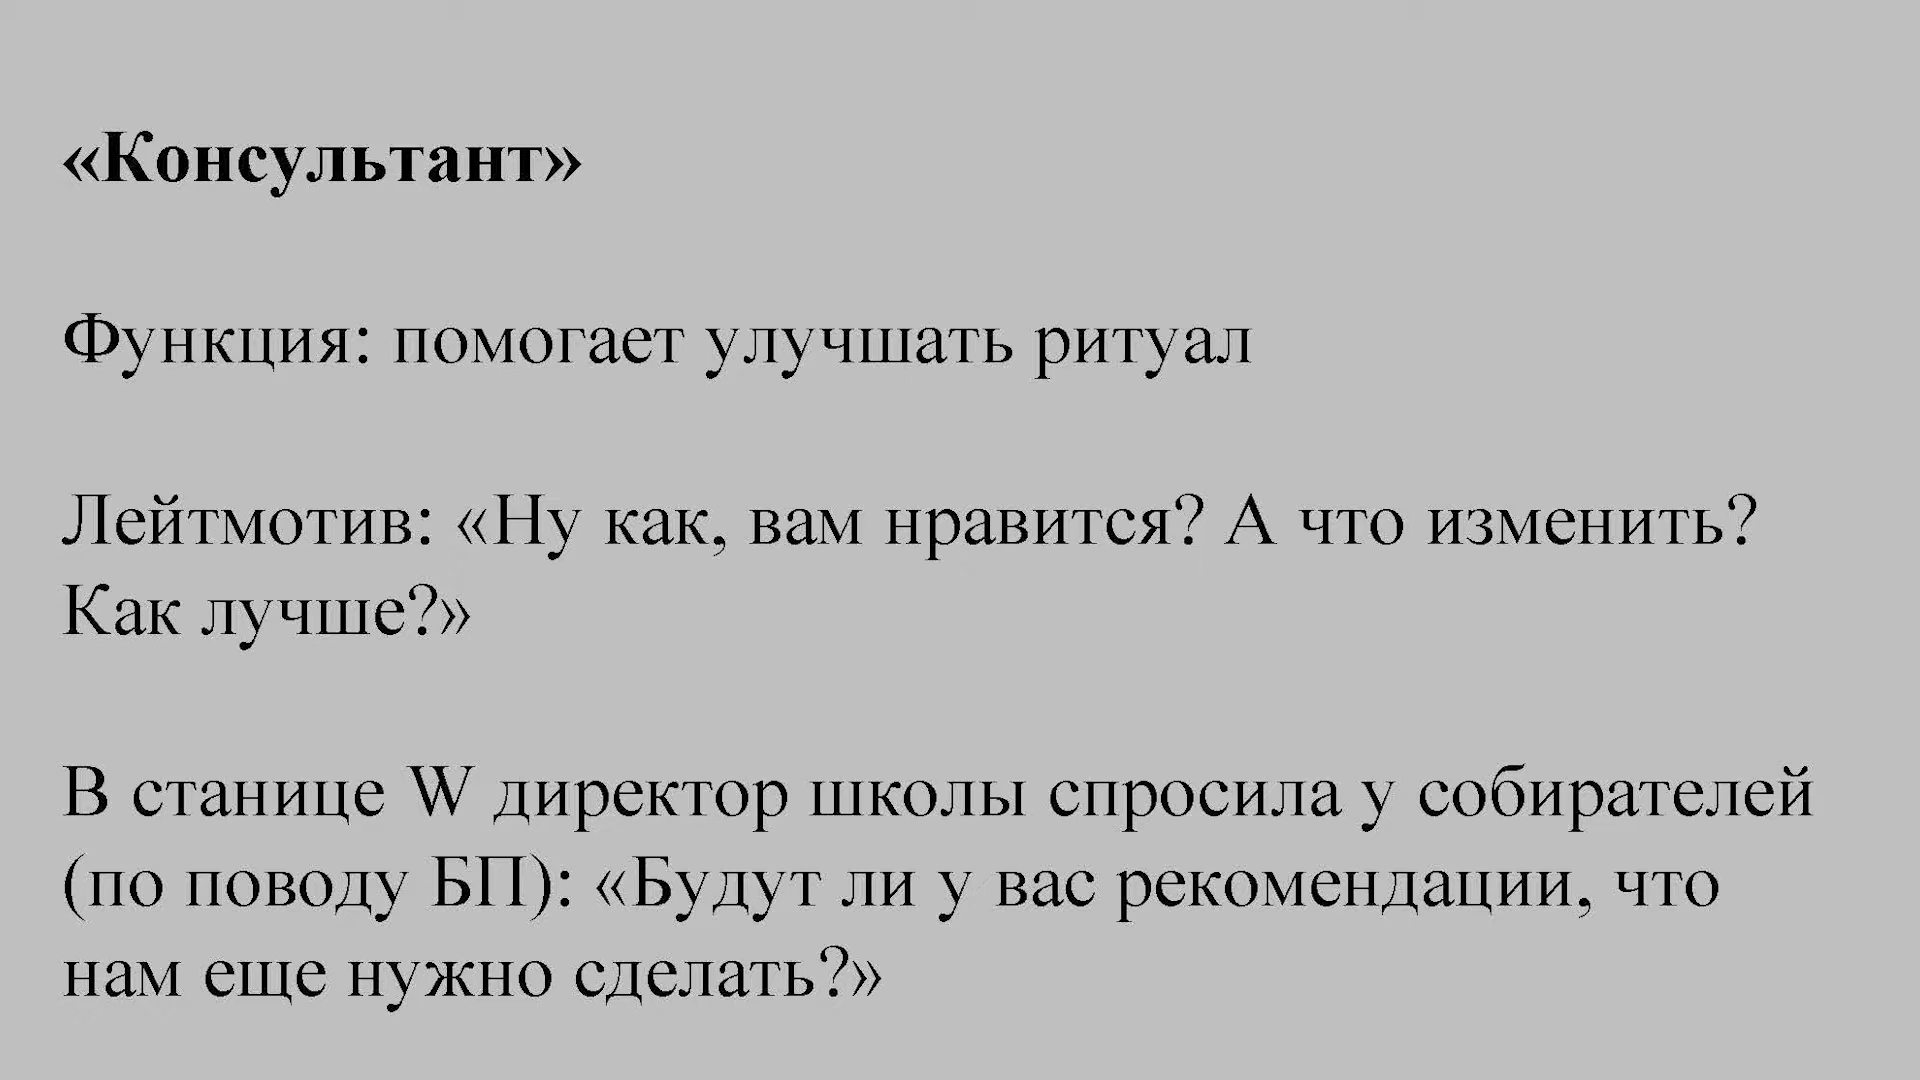 «Консультант»
Функция: помогает улучшать ритуал
Лейтмотив: «Ну как, вам нравится? А что изменить?
Как лучше?»
В станице W директор школы спросила у собирателей
(по поводу БП): «Будут ли у вас рекомендации, что
нам еще нужно сделать?»